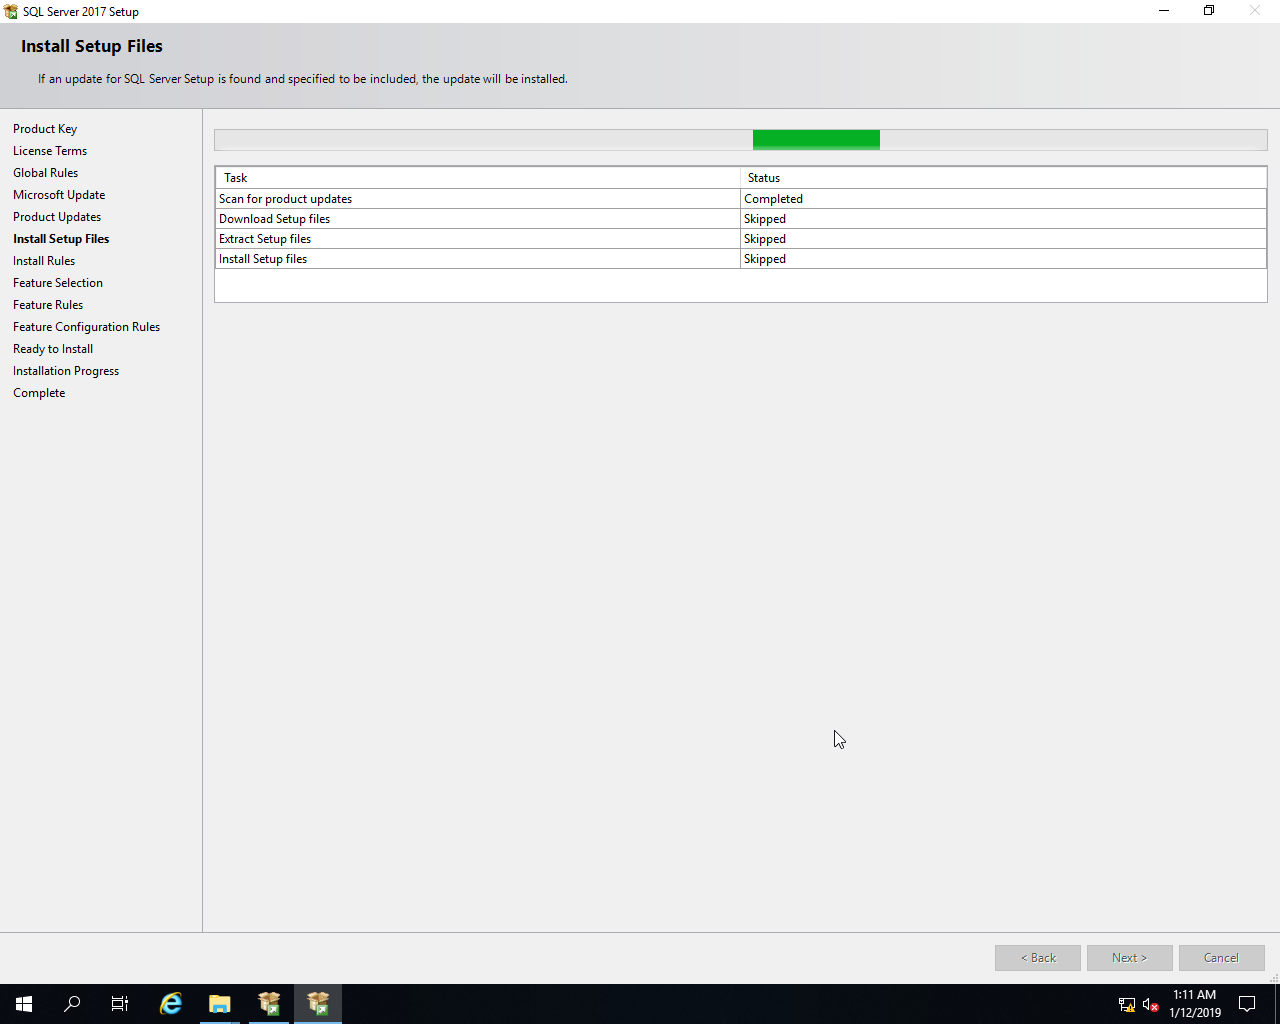 SQL Server 2017 Setup
Install Setup Files
If an update for SQL Server Setup is found and specified to be included, the update will be installed.
Product Key
License Terms
Global Rules
Microsoft Update
Product Updates
Install Setup Files
Install Rules
Feature Selection
Feature Rules
Feature Configuration Rules
Ready to Install
Installation Progress
Complete
Task Status
Scan for product updates Completed
Download Setup files Skipped
Extract Setup files Skipped
Install Setup files Skipped
< Back Next > Cancel
1:11 AM
1/12/2019